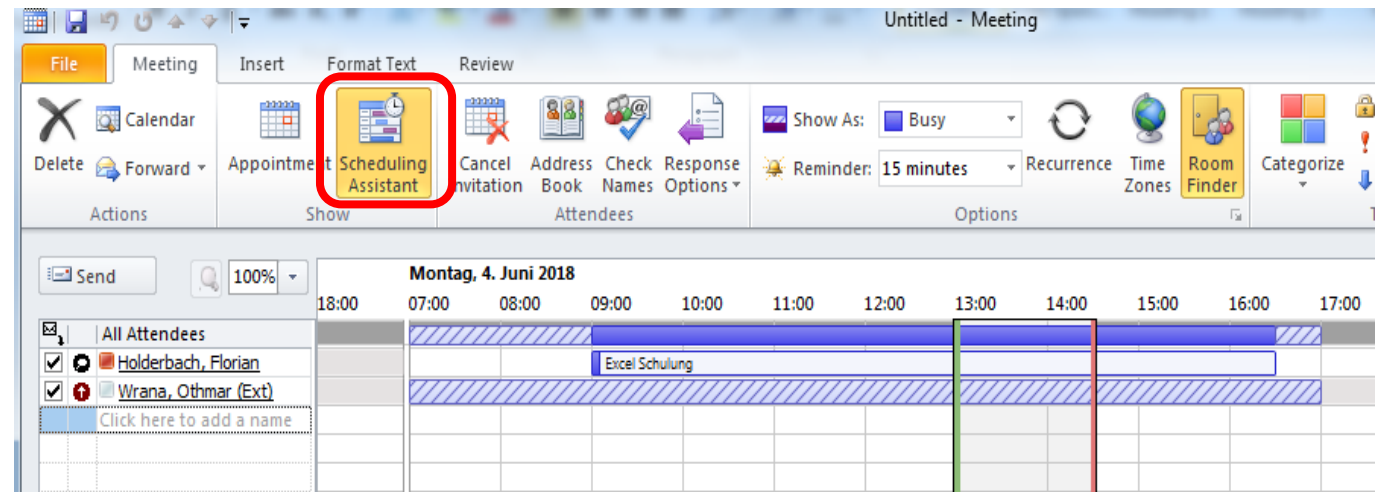 Untitled - Meeting
File Meeting Insert Format Text Review
Calendar Show As: Busy
Delete Forward Appointment Scheduling Assistant Cancel Invitation Address Book Check Names Response Options Reminder: 15 minutes Recurrence Time Zones Room Finder Categorize
Actions Show Attendees Options
Send 100% Montag, 4. Juni 2018
18:00 07:00 08:00 09:00 10:00 11:00 12:00 13:00 14:00 15:00 16:00 17:00
All Attendees
Holderbach, Florian Excel Schulung
Wrana, Othmar (Ext)
Click here to add a name